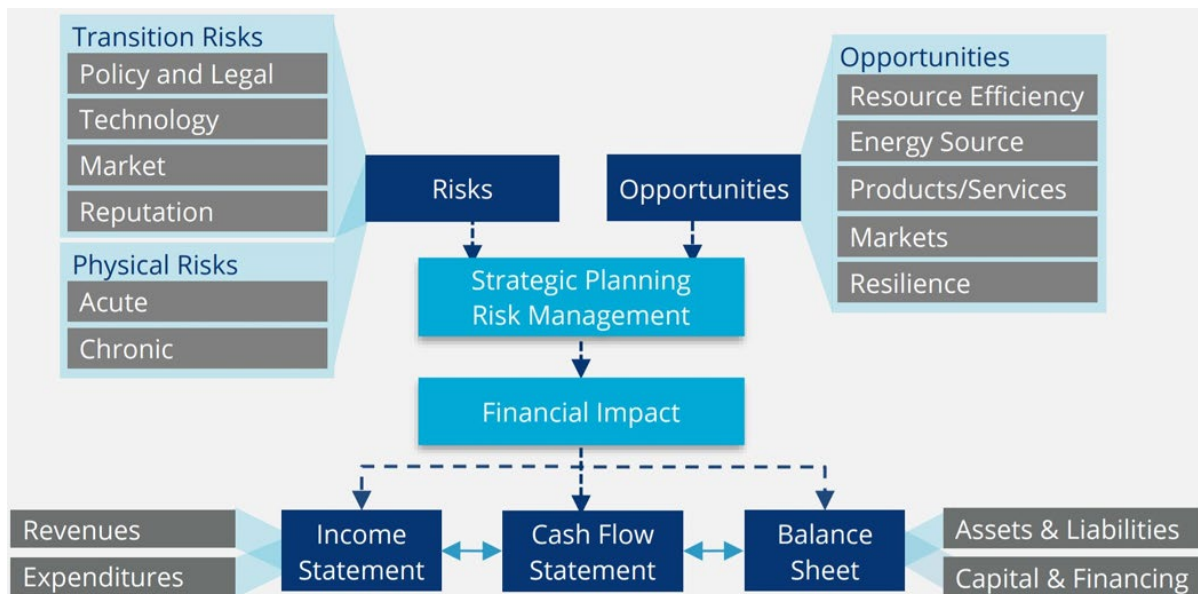 Transition Risks
Policy and Legal
Technology
Market
Reputation
Physical Risks
Acute
Chronic
Risks
Opportunities
Opportunities
Resource Efficiency
Energy Source
Products/Services
Markets
Resilience
Strategic Planning
Risk Management
Financial Impact
Revenues
Expenditures
Income
Statement
Cash Flow
Statement
Balance
Sheet
Assets & Liabilities
Capital & Financing